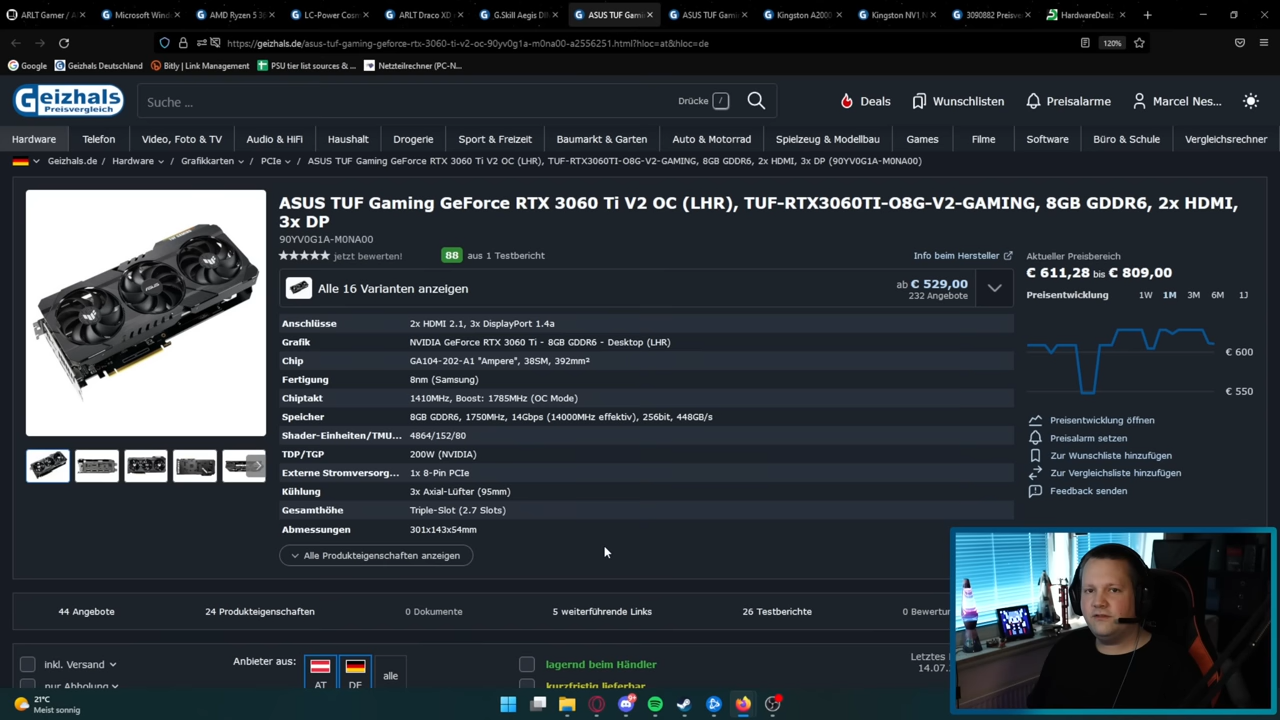 ARLT Gamer / A
Microsoft Wind
AMD Ryzen 5 3
LC-Power Cosm
ARLT Draco XD
G.Skill Aegis DI
ASUS TUF Gami
ASUS TUF Gami
Kingston A2000
Kingston NV1, N
3090882 Preisve
HardwareDealz
https://geizhals.de/asus-tuf-gaming-geforce-rtx-3060-ti-v2-oc-90yv0g1a-m0na00-a2556251.html?hloc=at&hloc=de
120%
Google
Geizhals Deutschland
Bitly | Link Management
PSU tier list sources & ...
Netzteilrechner (PC-N...
Geizhals
Preisvergleich
Suche ...
Drücke /
Deals
Wunschlisten
Preisalarme
Marcel Nes...
Hardware
Telefon
Video, Foto & TV
Audio & HiFi
Haushalt
Drogerie
Sport & Freizeit
Baumarkt & Garten
Auto & Motorrad
Spielzeug & Modellbau
Games
Filme
Software
Büro & Schule
Vergleichsrechner
Geizhals.de / Hardware / Grafikkarten / PCIe / ASUS TUF Gaming GeForce RTX 3060 Ti V2 OC (LHR), TUF-RTX3060TI-O8G-V2-GAMING, 8GB GDDR6, 2x HDMI, 3x DP (90YV0G1A-M0NA00)
ASUS TUF Gaming GeForce RTX 3060 Ti V2 OC (LHR), TUF-RTX3060TI-O8G-V2-GAMING, 8GB GDDR6, 2x HDMI,
3x DP
90YV0G1A-M0NA00
jetzt bewerten!
88 aus 1 Testbericht
Info beim Hersteller
Alle 16 Varianten anzeigen
ab € 529,00
232 Angebote
Anschlüsse 2x HDMI 2.1, 3x DisplayPort 1.4a
Grafik NVIDIA GeForce RTX 3060 Ti - 8GB GDDR6 - Desktop (LHR)
Chip GA104-202-A1 "Ampere", 38SM, 392mm²
Fertigung 8nm (Samsung)
Chiptakt 1410MHz, Boost: 1785MHz (OC Mode)
Speicher 8GB GDDR6, 1750MHz, 14Gbps (14000MHz effektiv), 256bit, 448GB/s
Shader-Einheiten/TMU... 4864/152/80
TDP/TGP 200W (NVIDIA)
Externe Stromversorg... 1x 8-Pin PCIe
Kühlung 3x Axial-Lüfter (95mm)
Gesamthöhe Triple-Slot (2.7 Slots)
Abmessungen 301x143x54mm
Alle Produkteigenschaften anzeigen
Aktueller Preisbereich
€ 611,28 bis € 809,00
Preisentwicklung 1W 1M 3M 6M 1J
€ 600
€ 550
Preisentwicklung öffnen
Preisalarm setzen
Zur Wunschliste hinzufügen
Zur Vergleichsliste hinzufügen
Feedback senden
44 Angebote
24 Produkteigenschaften
0 Dokumente
5 weiterführende Links
26 Testberichte
0 Bewertun
inkl. Versand
nur Abholung
Anbieter aus:
AT
DE
alle
lagernd beim Händler
kurzfristig lieferbar
Letztes
14.07.
21°C
Meist sonnig